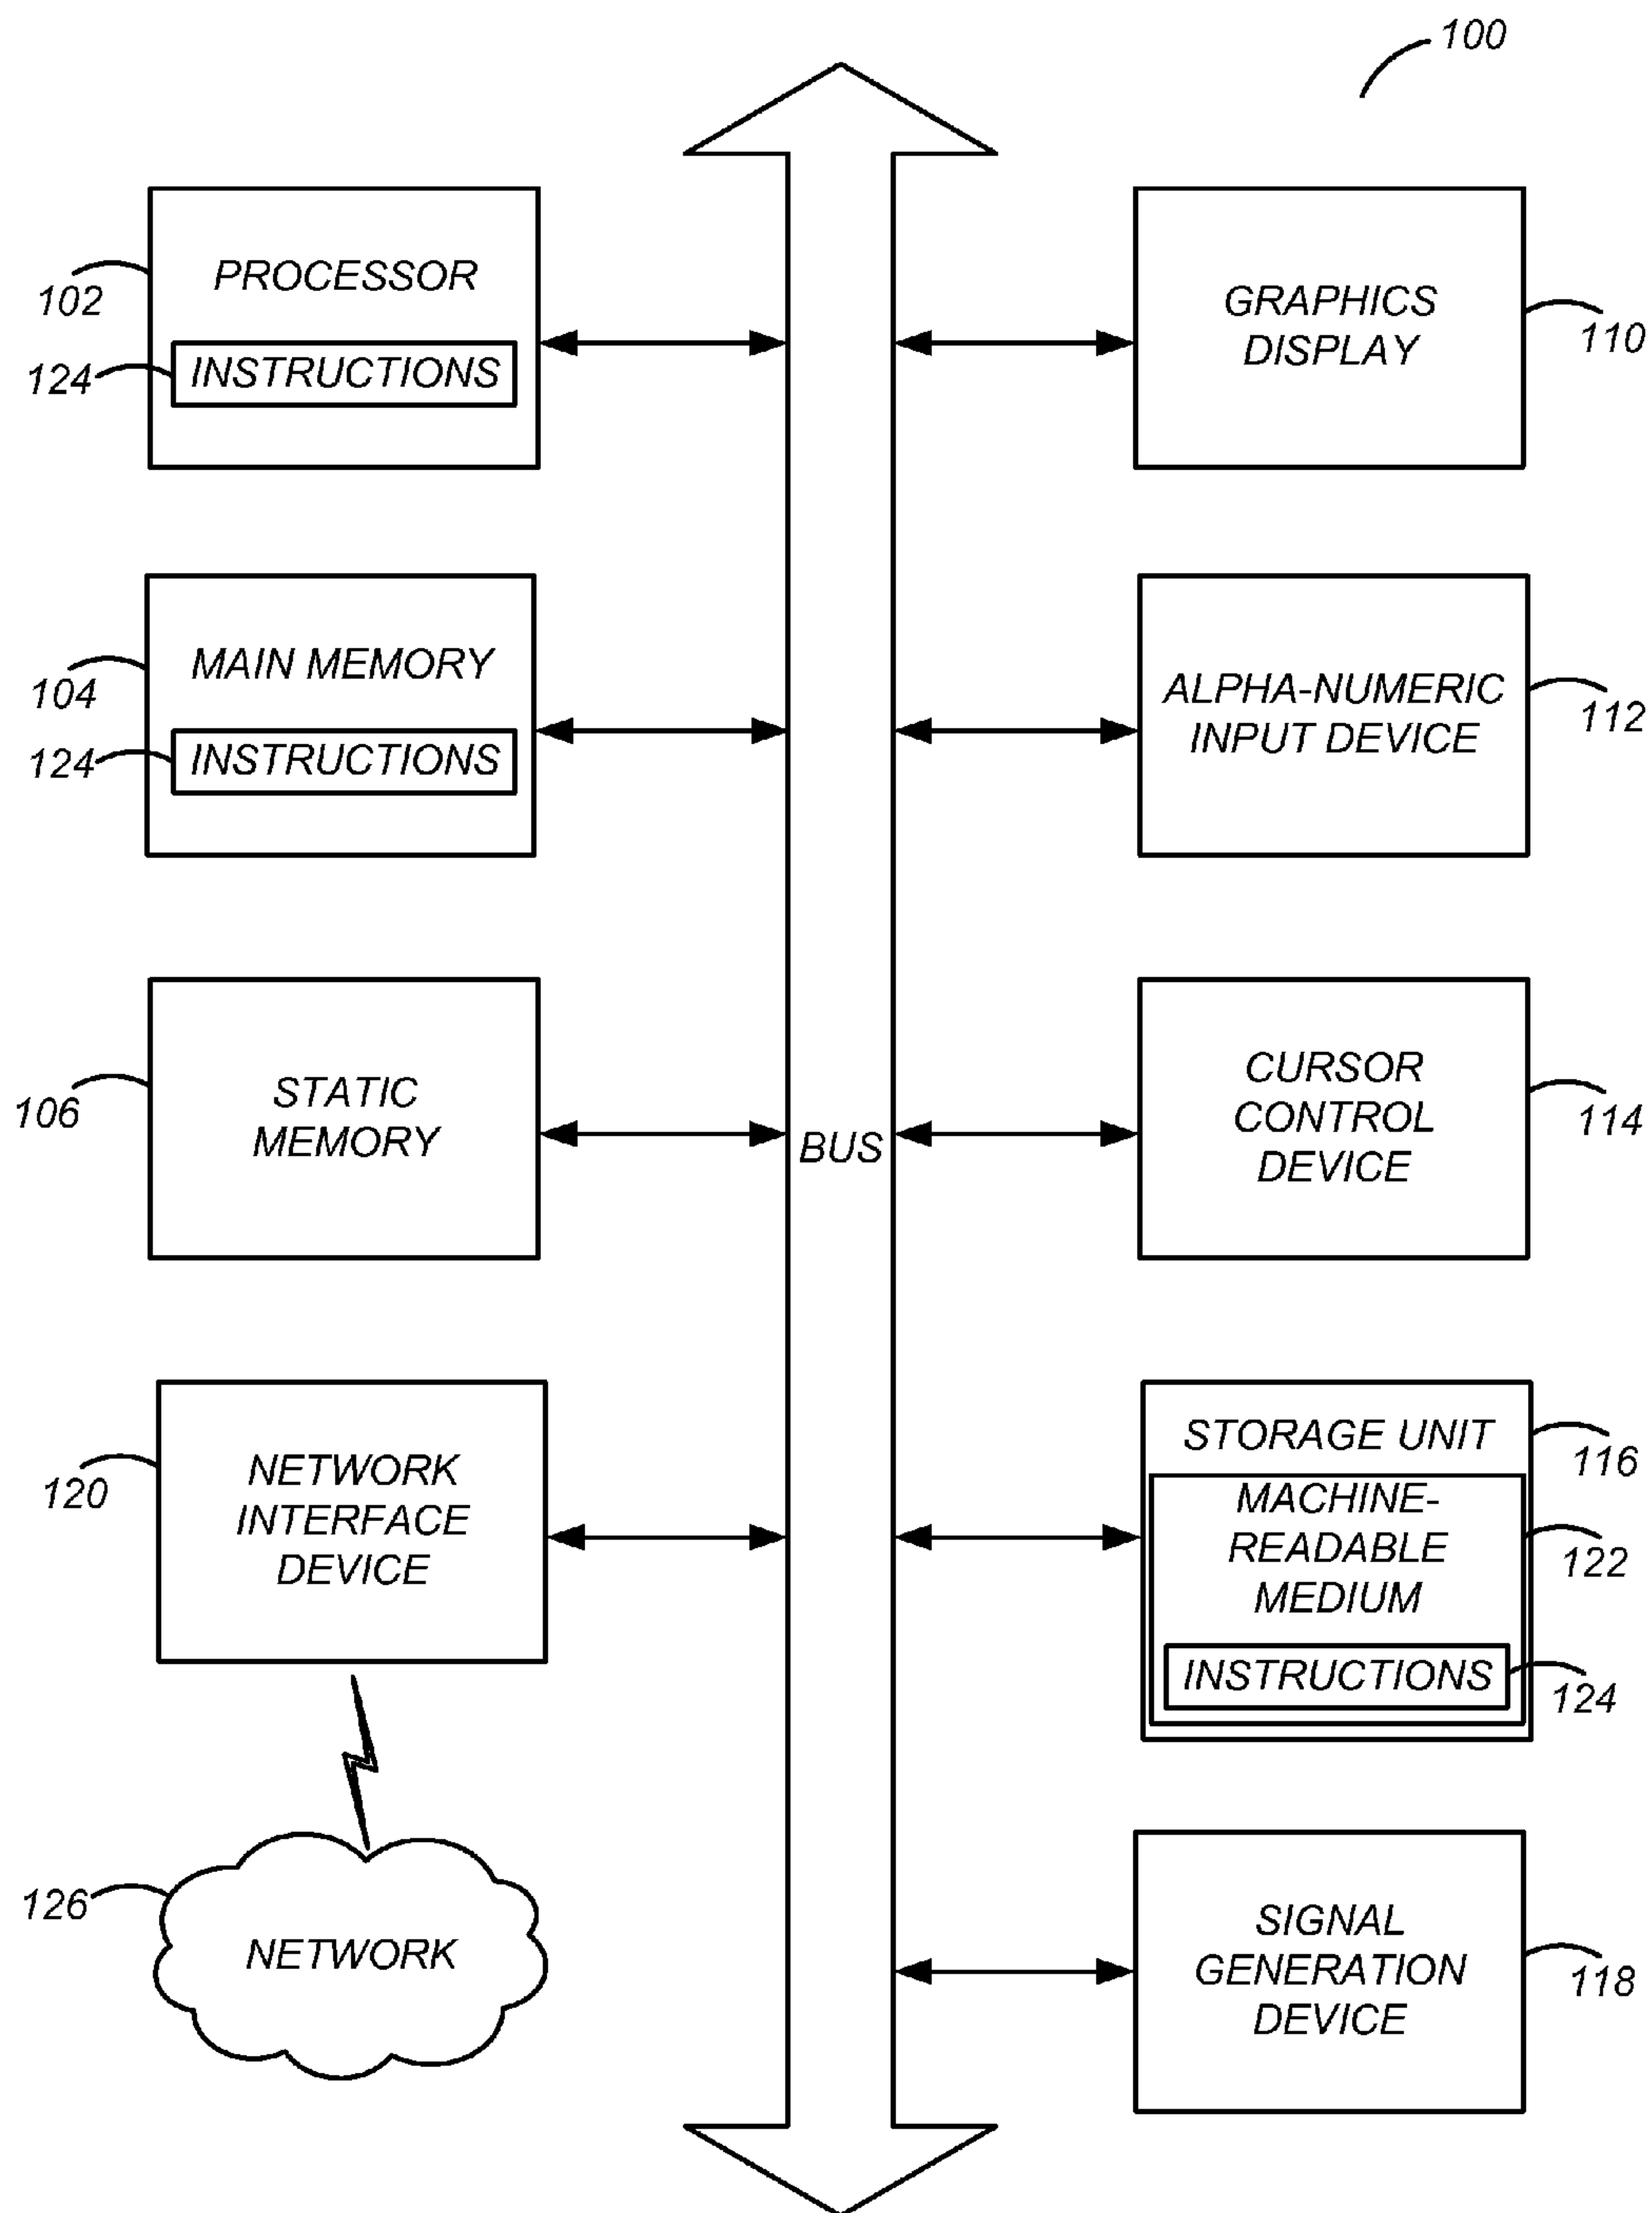 100
PROCESSOR
102
INSTRUCTIONS
124
MAIN MEMORY
104
INSTRUCTIONS
124
STATIC
MEMORY
106
NETWORK
INTERFACE
DEVICE
120
NETWORK
126
BUS
GRAPHICS
DISPLAY
110
ALPHA-NUMERIC
INPUT DEVICE
112
CURSOR
CONTROL
DEVICE
114
STORAGE UNIT
116
MACHINE-
READABLE
MEDIUM
122
INSTRUCTIONS
124
SIGNAL
GENERATION
DEVICE
118